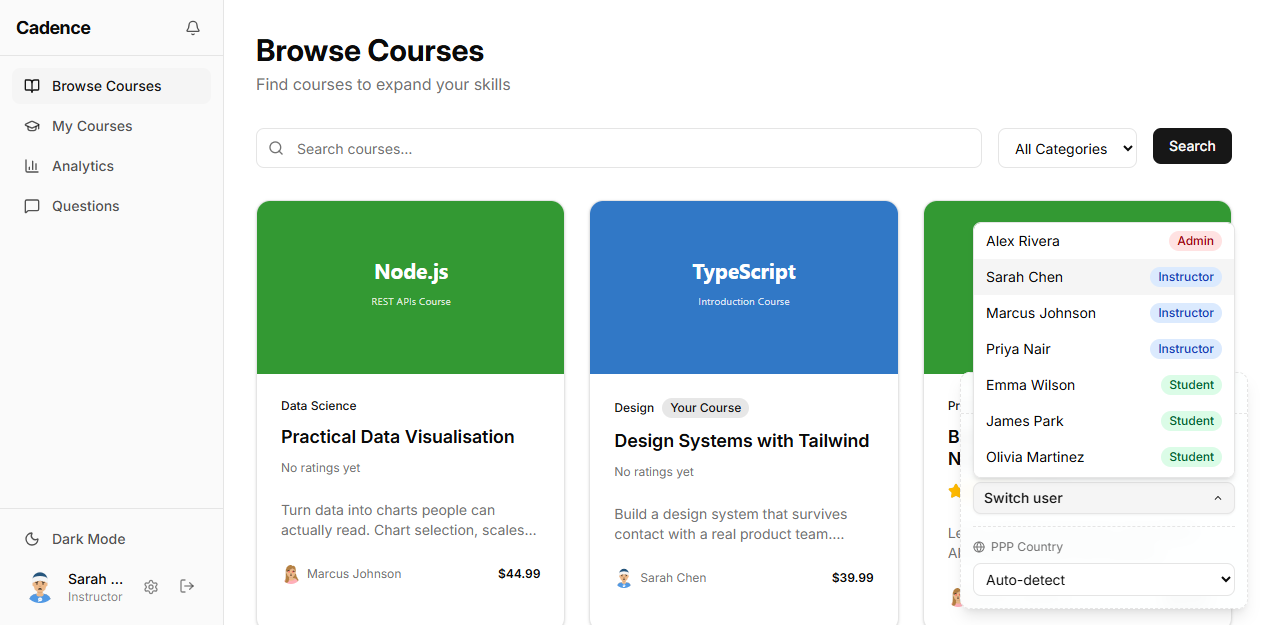 Cadence
Browse Courses
My Courses
Analytics
Questions
Dark Mode
Sarah ...
Instructor
Browse Courses
Find courses to expand your skills
Search courses...
All Categories
Search
Node.js
REST APIs Course
Data Science
Practical Data Visualisation
No ratings yet
Turn data into charts people can
actually read. Chart selection, scales...
Marcus Johnson
$44.99
TypeScript
Introduction Course
Design
Your Course
Design Systems with Tailwind
No ratings yet
Build a design system that survives
contact with a real product team....
Sarah Chen
$39.99
Alex Rivera
Admin
Sarah Chen
Instructor
Marcus Johnson
Instructor
Priya Nair
Instructor
Emma Wilson
Student
James Park
Student
Olivia Martinez
Student
Switch user
PPP Country
Auto-detect